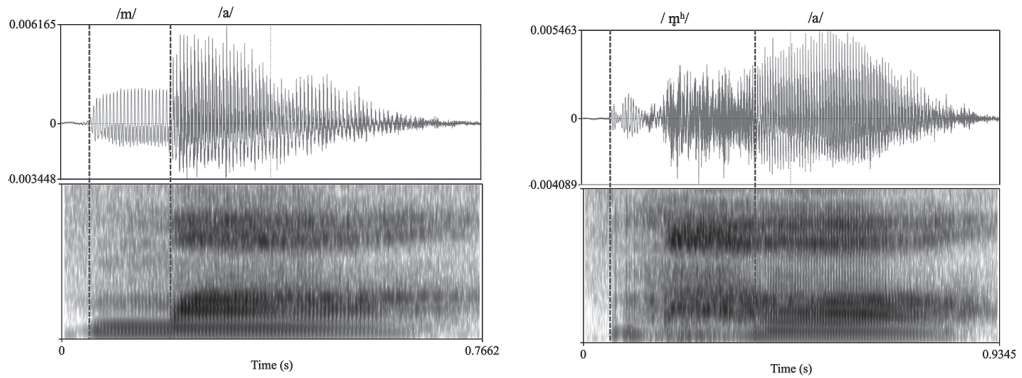 /m/ /a/
0.006165
0
-0.003448
0 0.7662
Time (s)
/ m̥ʰ/ /a/
0.005463
0
-0.004089
0 0.9345
Time (s)